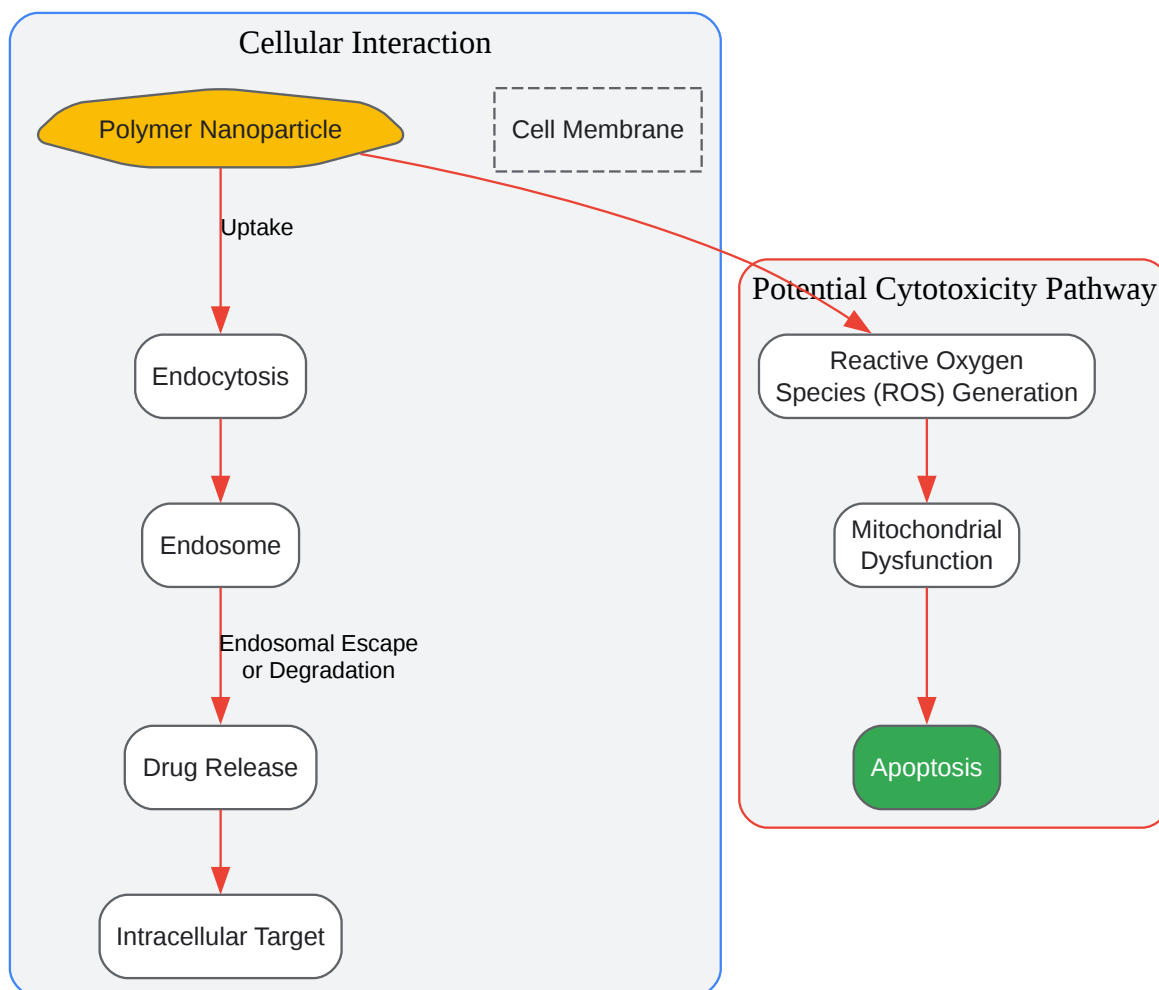 Cellular Interaction
Polymer Nanoparticle
Cell Membrane
Uptake
Endocytosis
Endosome
Endosomal Escape
or Degradation
Drug Release
Intracellular Target
Potential Cytotoxicity Pathway
Reactive Oxygen
Species (ROS) Generation
Mitochondrial
Dysfunction
Apoptosis